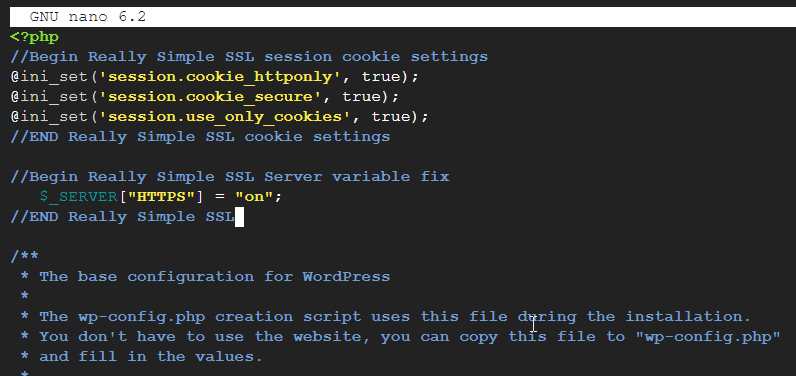 GNU nano 6.2
<?php
//Begin Really Simple SSL session cookie settings
@ini_set('session.cookie_httponly', true);
@ini_set('session.cookie_secure', true);
@ini_set('session.use_only_cookies', true);
//END Really Simple SSL cookie settings
//Begin Really Simple SSL Server variable fix
$_SERVER["HTTPS"] = "on";
//END Really Simple SSL
/**
* The base configuration for WordPress
*
* The wp-config.php creation script uses this file during the installation.
* You don't have to use the website, you can copy this file to "wp-config.php"
* and fill in the values.
*